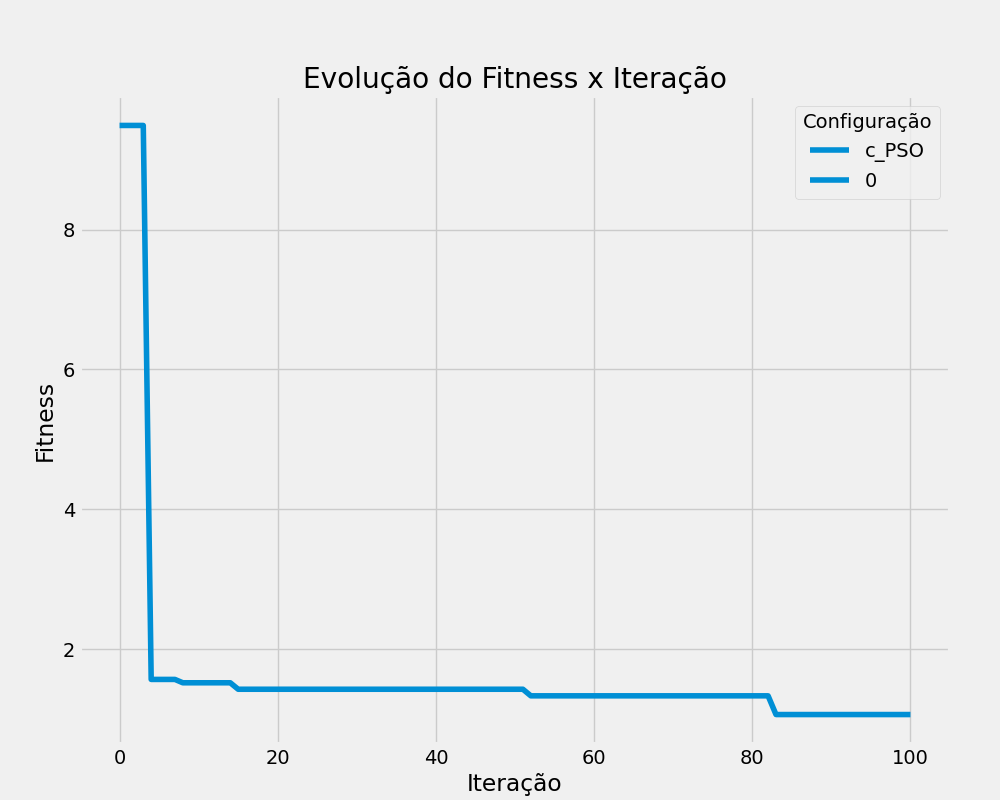 Evolução do Fitness x Iteração
Configuração
c_PSO
0
8
6
4
2
Fitness
0 20 40 60 80 100
Iteração